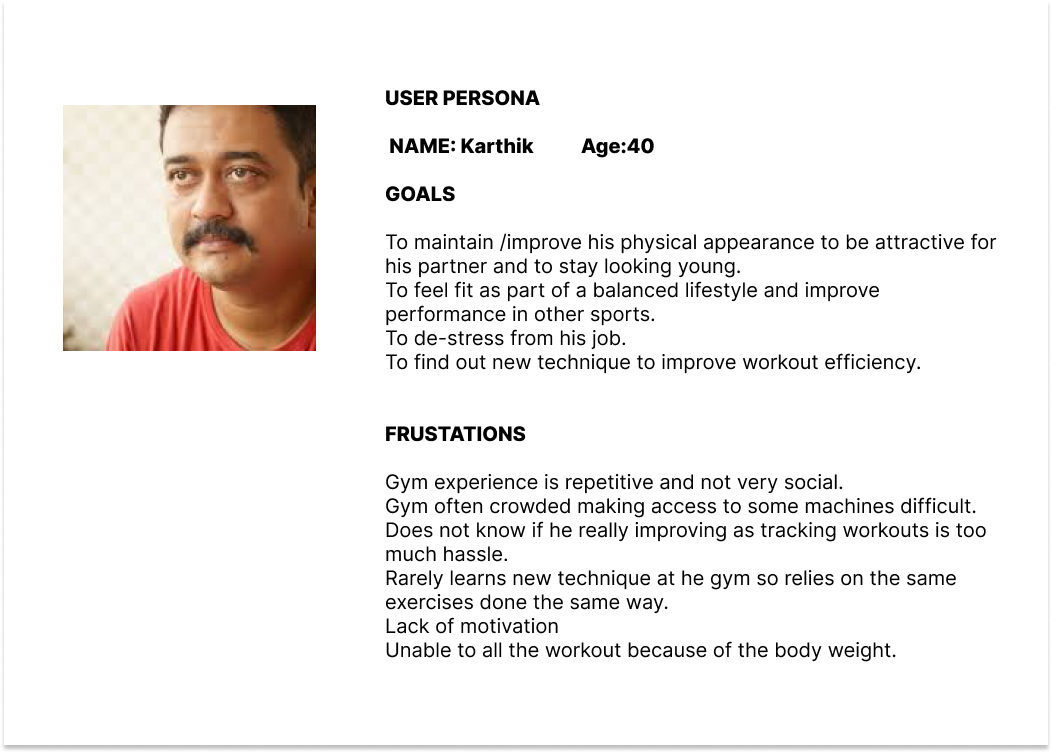 USER PERSONA
NAME: Karthik Age:40
GOALS
To maintain /improve his physical appearance to be attractive for
his partner and to stay looking young.
To feel fit as part of a balanced lifestyle and improve
performance in other sports.
To de-stress from his job.
To find out new technique to improve workout efficiency.
FRUSTATIONS
Gym experience is repetitive and not very social.
Gym often crowded making access to some machines difficult.
Does not know if he really improving as tracking workouts is too
much hassle.
Rarely learns new technique at he gym so relies on the same
exercises done the same way.
Lack of motivation
Unable to all the workout because of the body weight.